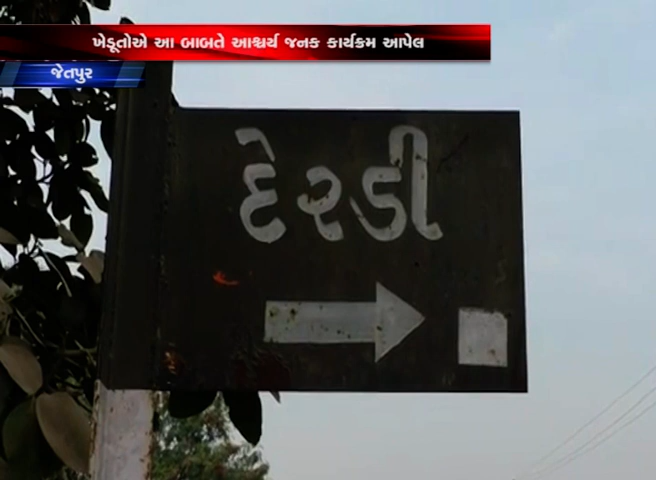 ખેડૂતોએ આ બાબતે આશ્ચર્ય જનક કાર્યક્રમ આપેલ
જેતપુર
દેરડી